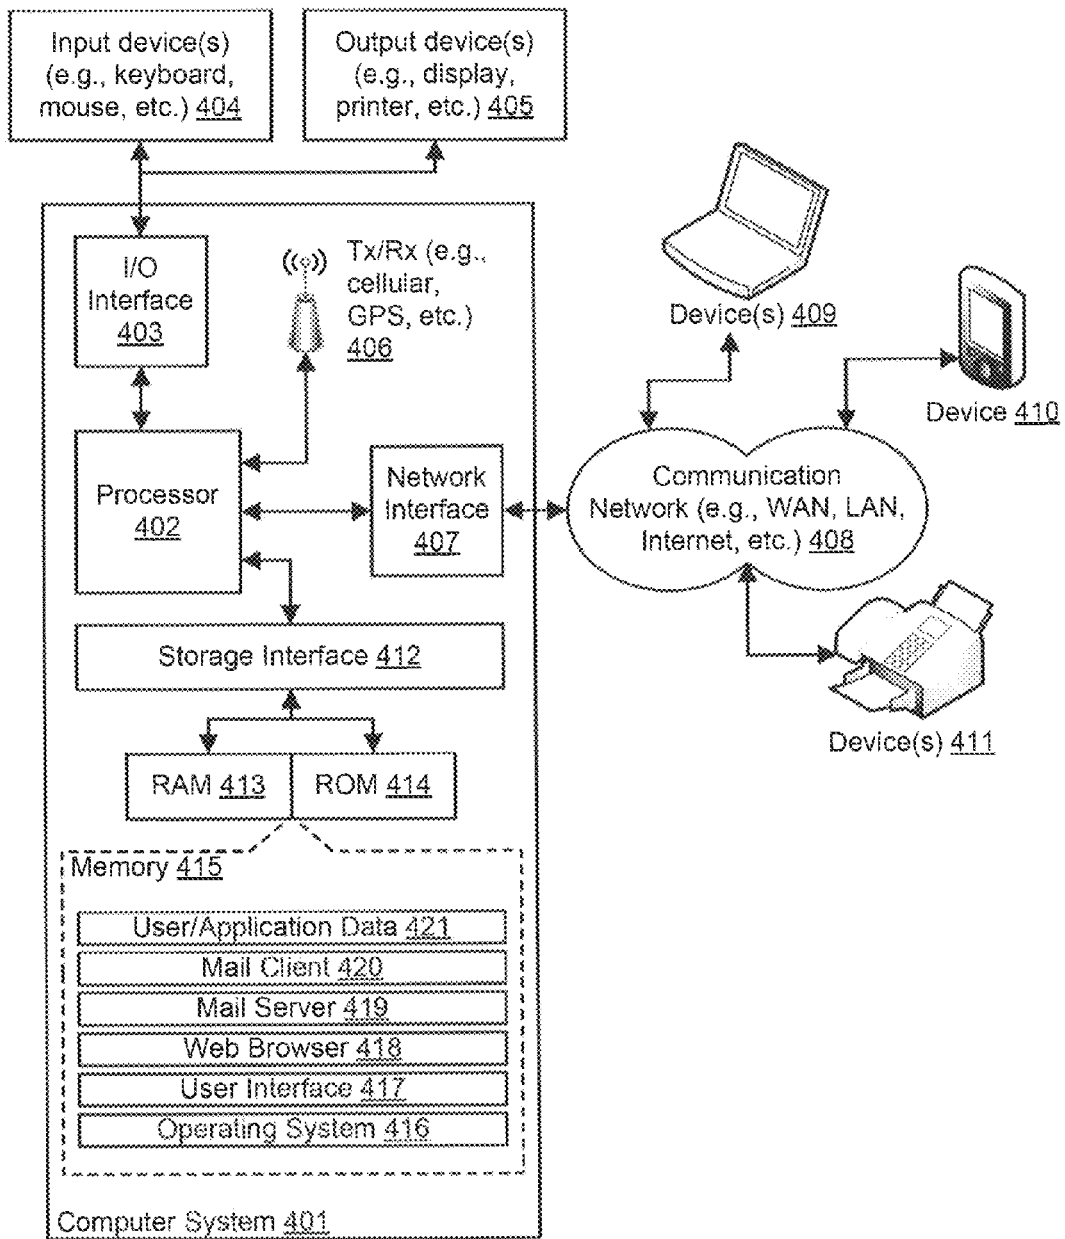 Input device(s)
(e.g., keyboard,
mouse, etc.) 404
Output device(s)
(e.g., display,
printer, etc.) 405
I/O
Interface
403
Tx/Rx (e.g.,
cellular,
GPS, etc.)
406
Device(s) 409
Device 410
Processor
402
Network
Interface
407
Communication
Network (e.g., WAN, LAN,
Internet, etc.) 408
Storage Interface 412
Device(s) 411
RAM 413
ROM 414
Memory 415
User/Application Data 421
Mail Client 420
Mail Server 419
Web Browser 418
User Interface 417
Operating System 416
Computer System 401